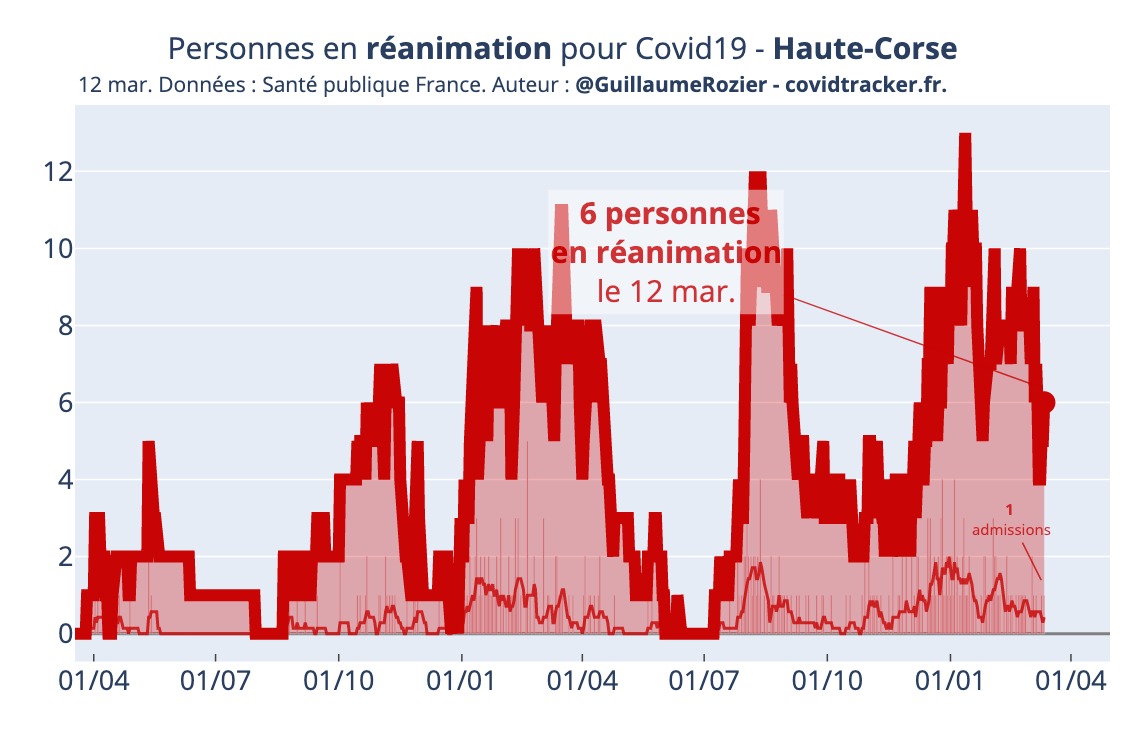 Personnes en réanimation pour Covid19 - Haute-Corse
12 mar. Données : Santé publique France. Auteur : @GuillaumeRozier - covidtracker.fr.
12
10
8
6
4
2
0
6 personnes
en réanimation
le 12 mar.
1
admissions
01/04 01/07 01/10 01/01 01/04 01/07 01/10 01/01 01/04